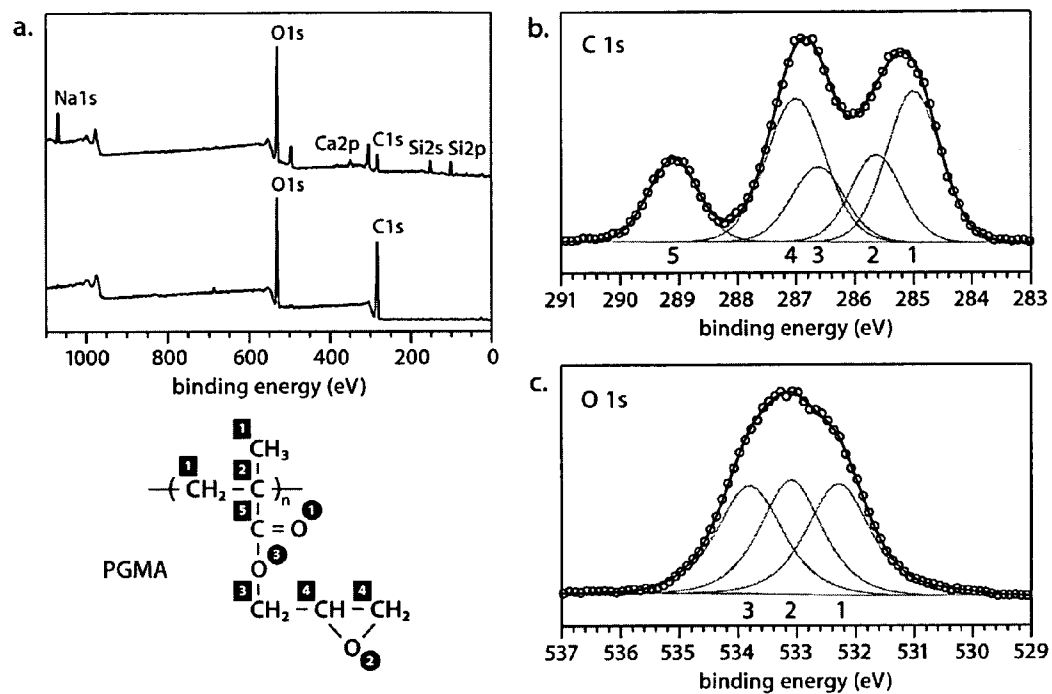 a.
O1s
Na1s
Ca2p
C1s
Si2s
Si2p
O1s
C1s
1000 800 600 400 200 0
binding energy (eV)
b.
C 1s
5 4 3 2 1
291 290 289 288 287 286 285 284 283
binding energy (eV)
c.
O 1s
3 2 1
537 536 535 534 533 532 531 530 529
binding energy (eV)
1
CH₃
1 2
( CH₂ – C )n
5 1
C = O
3
O
PGMA
3 4 4
CH₂ – CH – CH₂
O 2